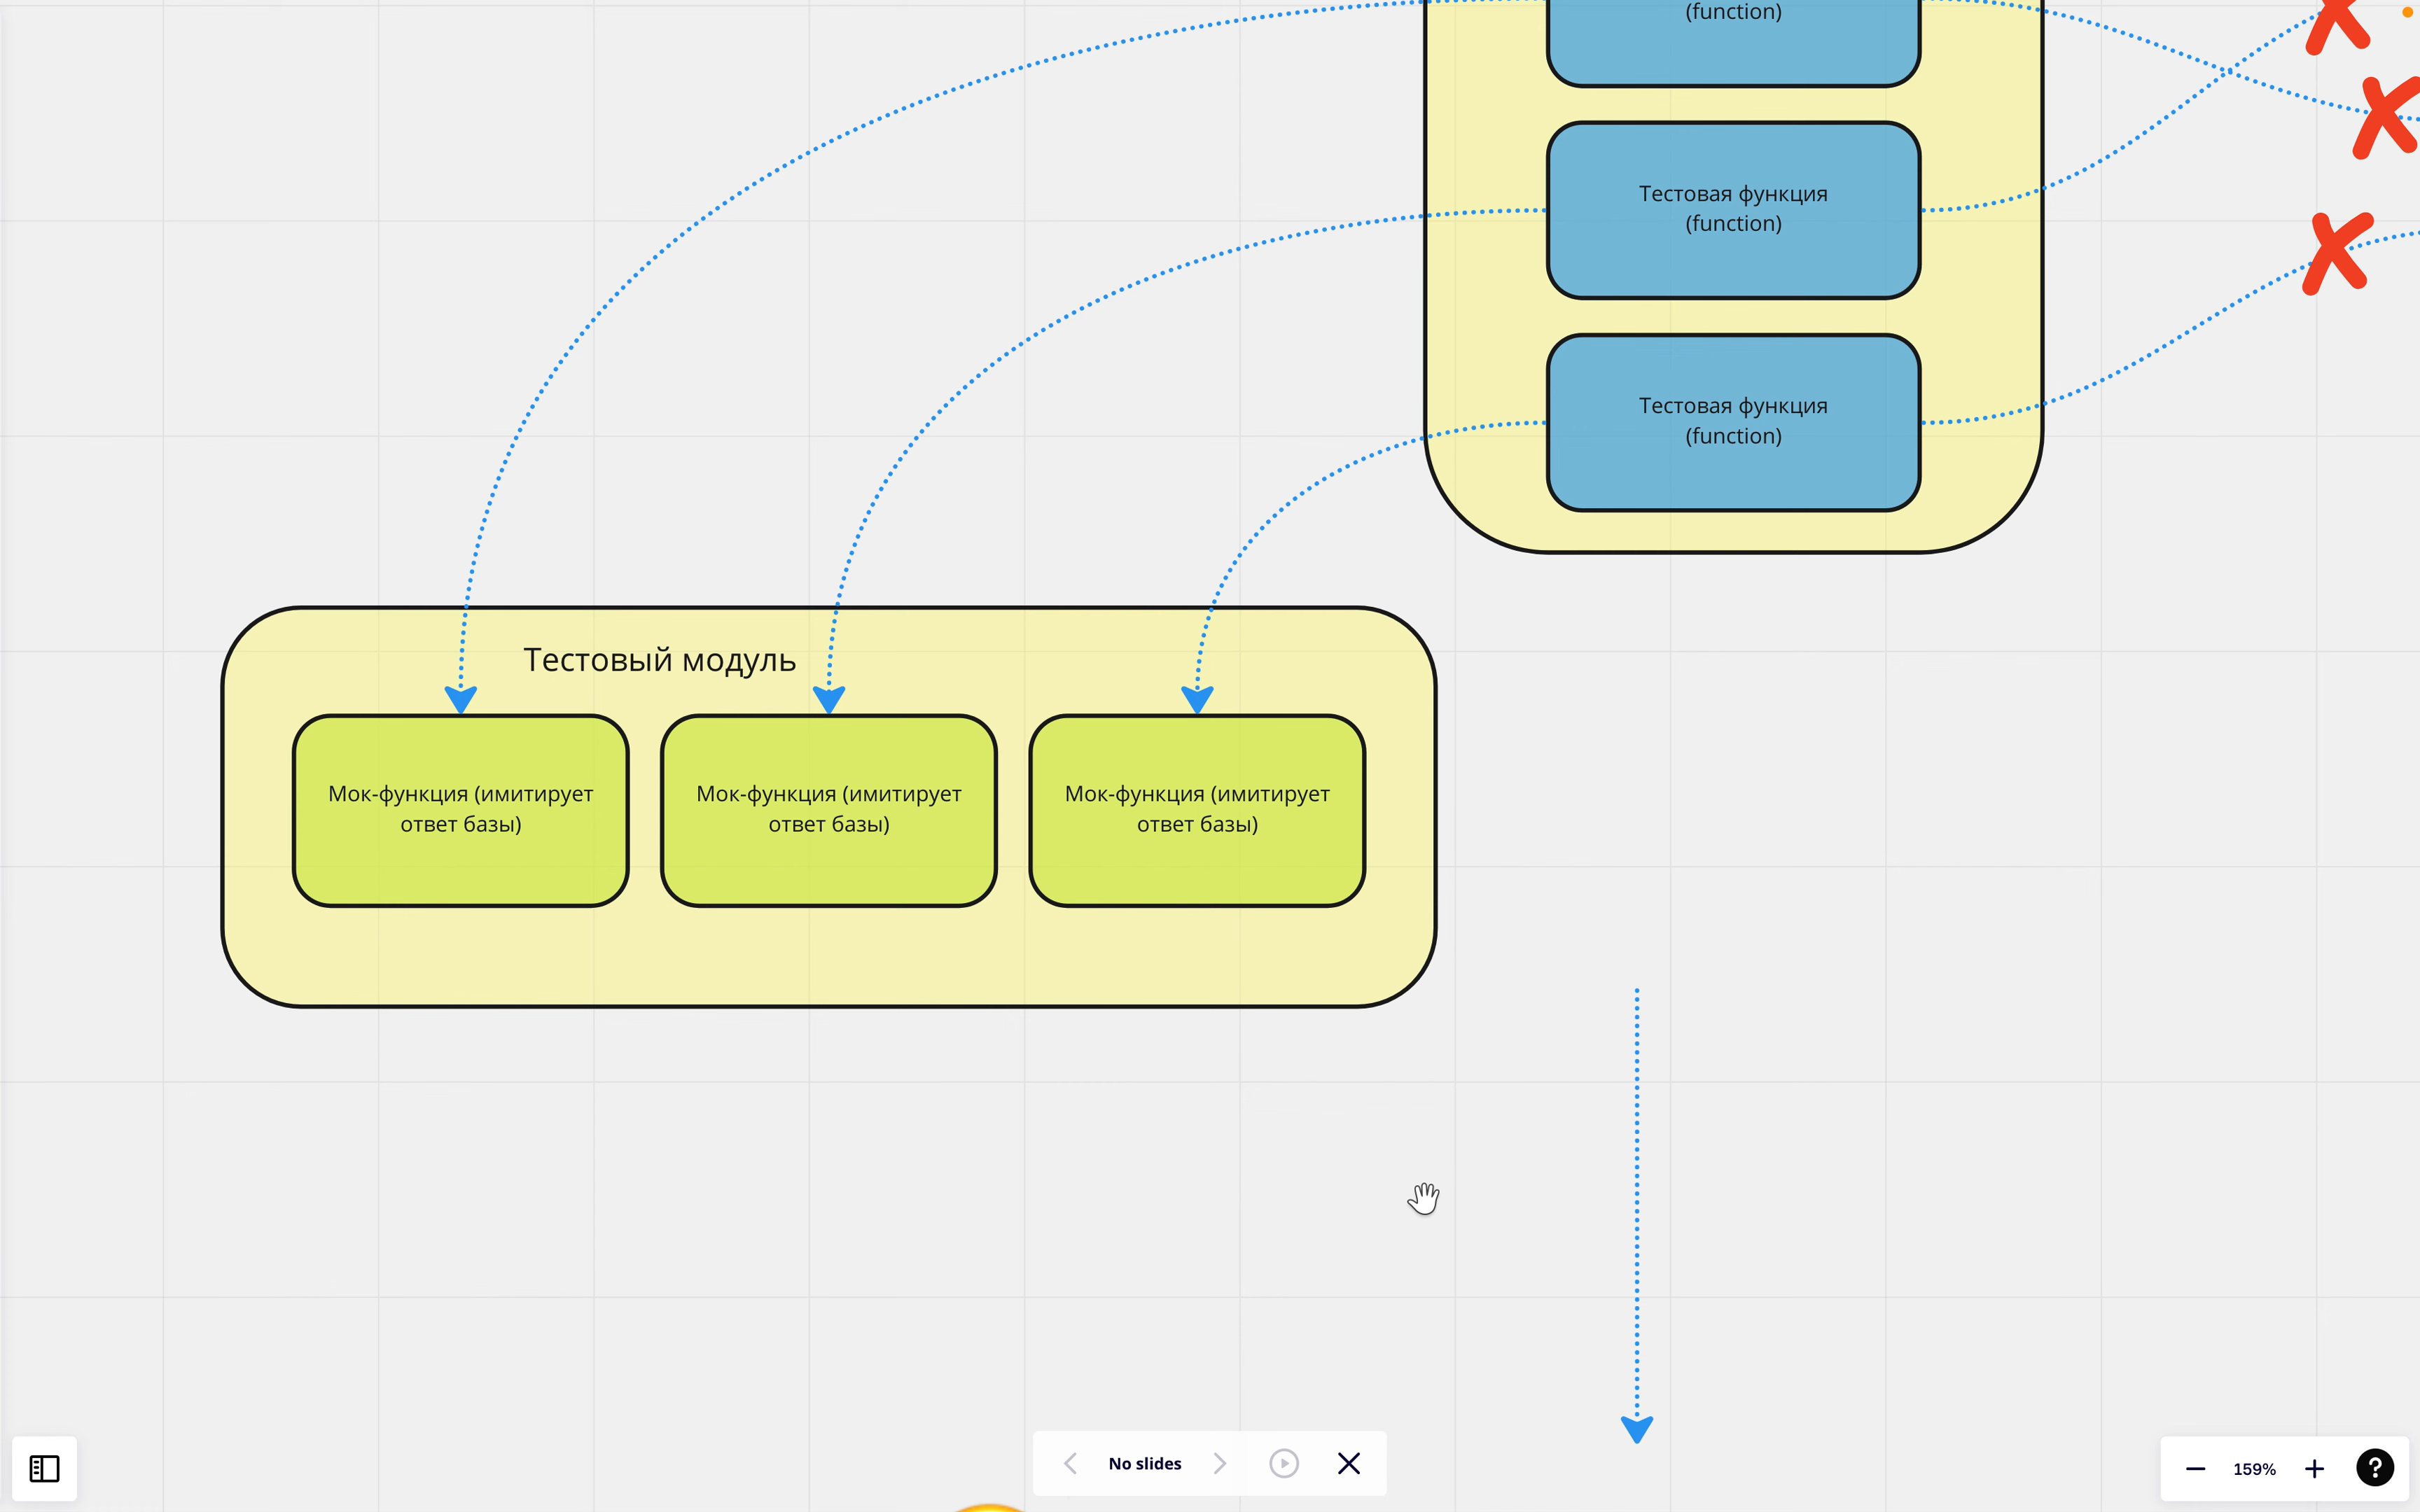 (function)
Тестовая функция
(function)
Тестовая функция
(function)
Тестовый модуль
Мок-функция (имитирует
ответ базы)
Мок-функция (имитирует
ответ базы)
Мок-функция (имитирует
ответ базы)
No slides
159%